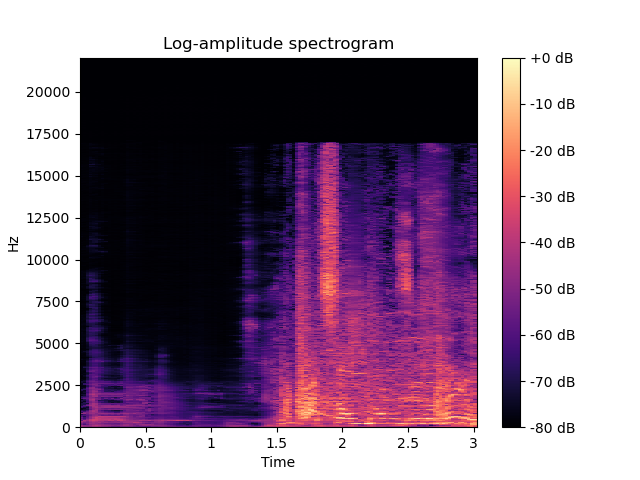 Log-amplitude spectrogram
20000
17500
15000
12500
10000
7500
5000
2500
0
Hz
0 0.5 1 1.5 2 2.5 3
Time
+0 dB
-10 dB
-20 dB
-30 dB
-40 dB
-50 dB
-60 dB
-70 dB
-80 dB